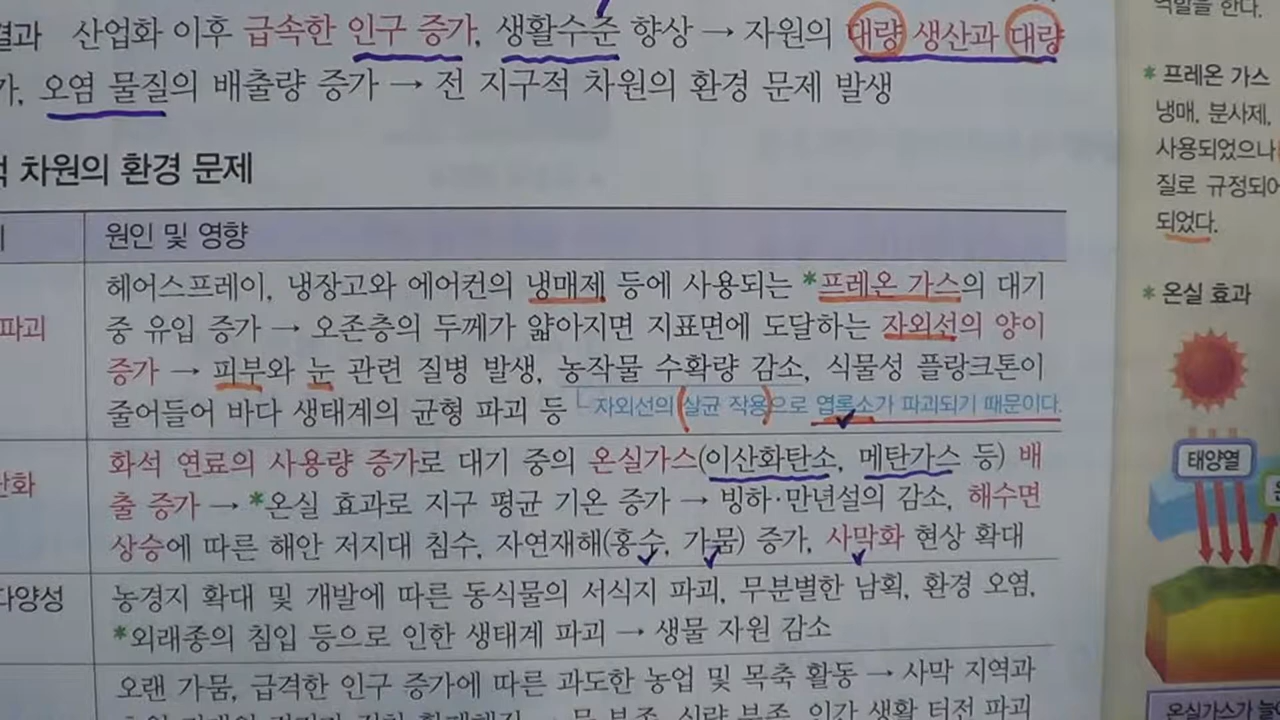 결과 산업화 이후 급속한 인구 증가, 생활수준 향상 → 자원의 대량 생산과 대량
가, 오염 물질의 배출량 증가 → 전 지구적 차원의 환경 문제 발생
적 차원의 환경 문제
원인 및 영향
파괴
헤어스프레이, 냉장고와 에어컨의 냉매제 등에 사용되는 *프레온 가스의 대기
중 유입 증가 → 오존층의 두께가 얇아지면 지표면에 도달하는 자외선의 양이
증가 → 피부와 눈 관련 질병 발생, 농작물 수확량 감소, 식물성 플랑크톤이
줄어들어 바다 생태계의 균형 파괴 등
자외선의 살균 작용으로 엽록소가 파괴되기 때문이다.
난화
화석 연료의 사용량 증가로 대기 중의 온실가스(이산화탄소, 메탄가스 등) 배
출 증가 → *온실 효과로 지구 평균 기온 증가 → 빙하·만년설의 감소, 해수면
상승에 따른 해안 저지대 침수, 자연재해(홍수, 가뭄) 증가, 사막화 현상 확대
다양성
농경지 확대 및 개발에 따른 동식물의 서식지 파괴, 무분별한 남획, 환경 오염,
*외래종의 침입 등으로 인한 생태계 파괴 → 생물 자원 감소
오랜 가뭄, 급격한 인구 증가에 따른 과도한 농업 및 목축 활동 → 사막 지역과
물 부족, 식량 부족, 인간 생활 터전 파괴
역할을 한다.
* 프레온 가스
냉매, 분사제,
사용되었으나
질로 규정되어
되었다.
* 온실 효과
태양열
온실가스가